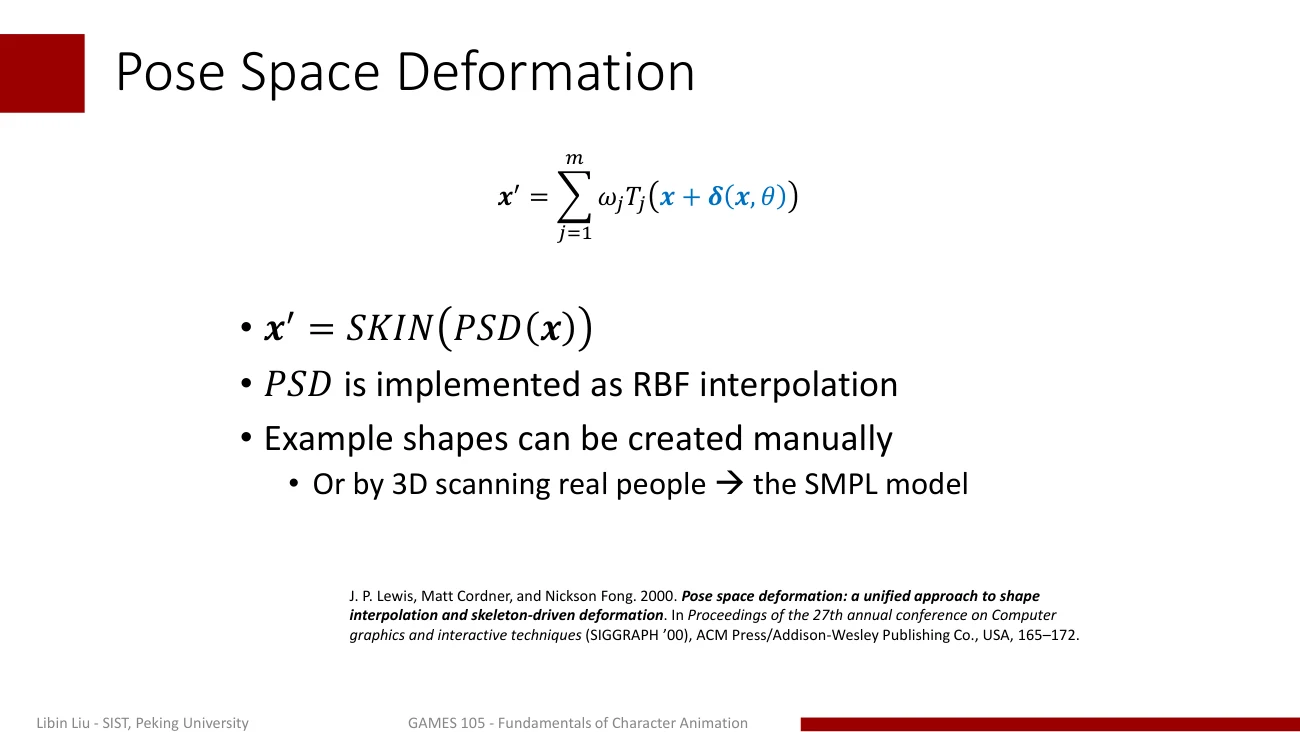 Pose Space Deformation
𝒙′ = ∑_{j=1}^{m} ω_j T_j(𝒙 + 𝜹(𝒙, θ))
• 𝒙′ = SKIN(PSD(𝒙))
• PSD is implemented as RBF interpolation
• Example shapes can be created manually
• Or by 3D scanning real people → the SMPL model
J. P. Lewis, Matt Cordner, and Nickson Fong. 2000. Pose space deformation: a unified approach to shape
interpolation and skeleton-driven deformation. In Proceedings of the 27th annual conference on Computer
graphics and interactive techniques (SIGGRAPH ’00), ACM Press/Addison-Wesley Publishing Co., USA, 165–172.
Libin Liu - SIST, Peking University
GAMES 105 - Fundamentals of Character Animation